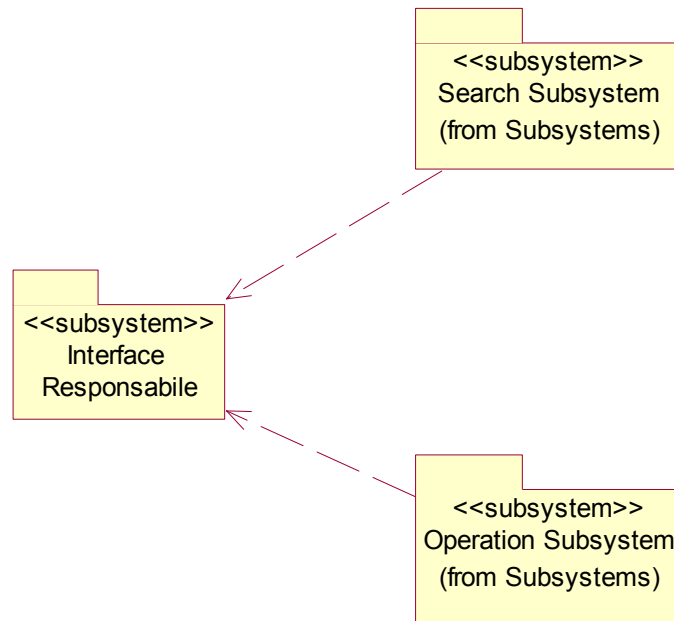 <<subsystem>>
Search Subsystem
(from Subsystems)
<<subsystem>>
Interface
Responsabile
<<subsystem>>
Operation Subsystem
(from Subsystems)